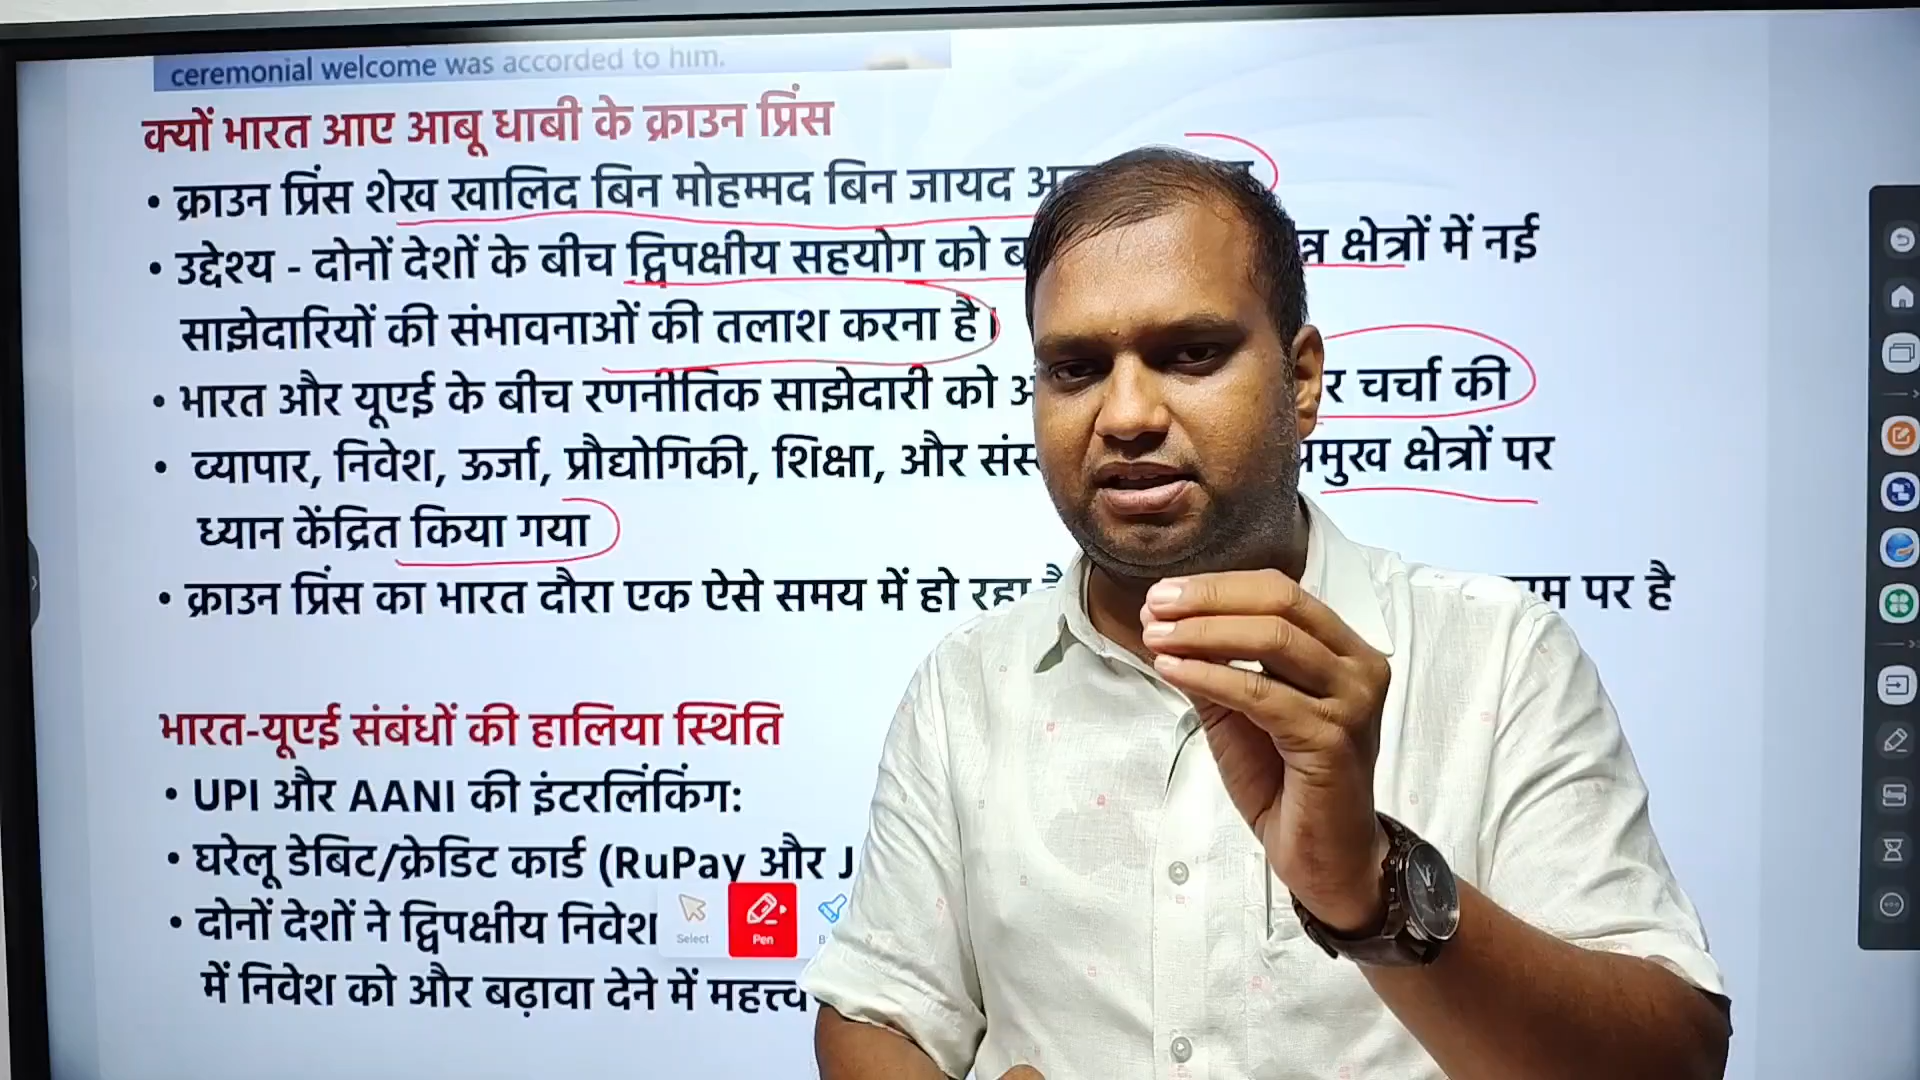 ceremonial welcome was accorded to him.
क्यों भारत आए आबू धाबी के क्राउन प्रिंस
• क्राउन प्रिंस शेख खालिद बिन मोहम्मद बिन जायद
• उद्देश्य - दोनों देशों के बीच द्विपक्षीय सहयोग को क्षेत्रों में नई
साझेदारियों की संभावनाओं की तलाश करना है।
• भारत और यूएई के बीच रणनीतिक साझेदारी को चर्चा की
• व्यापार, निवेश, ऊर्जा, प्रौद्योगिकी, शिक्षा, और क्षेत्रों पर
ध्यान केंद्रित किया गया
• क्राउन प्रिंस का भारत दौरा एक ऐसे समय में हो रहा पर है
भारत-यूएई संबंधों की हालिया स्थिति
• UPI और AANI की इंटरलिंकिंग:
• घरेलू डेबिट/क्रेडिट कार्ड (RuPay और
• दोनों देशों ने द्विपक्षीय निवेश
Select Pen
में निवेश को और बढ़ावा देने में